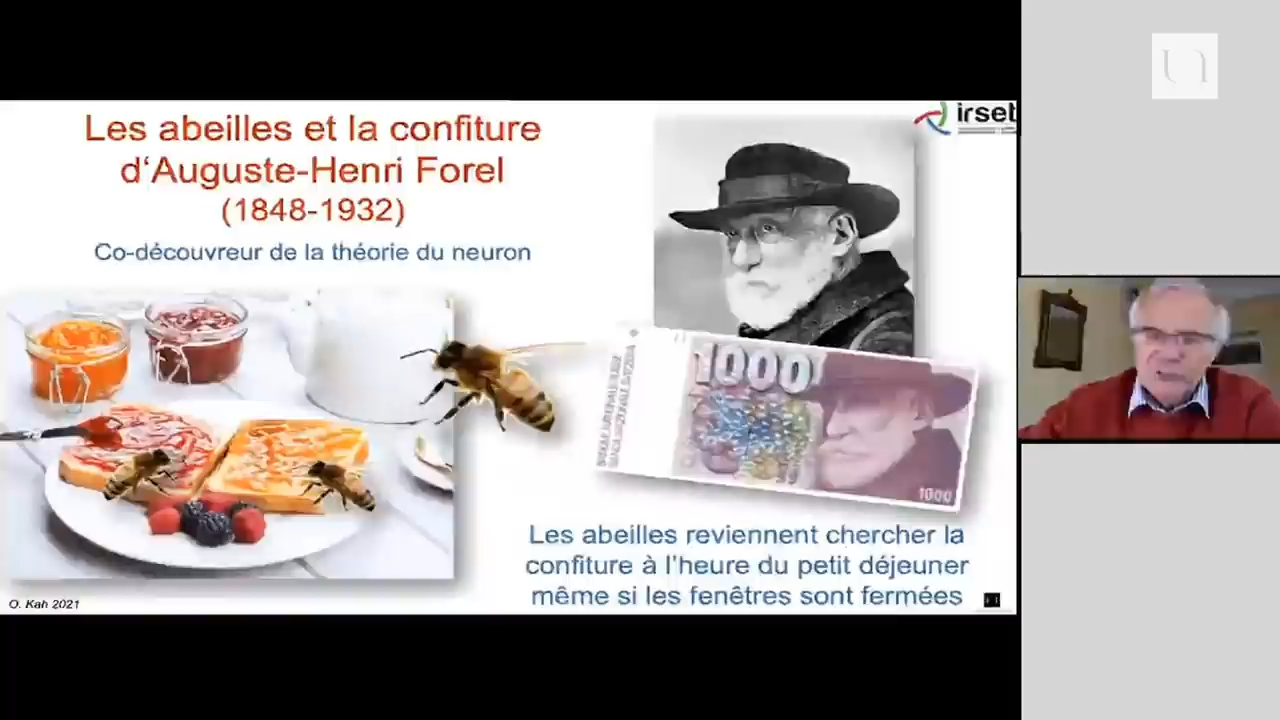 Les abeilles et la confiture
d‘Auguste-Henri Forel
(1848-1932)
Co-découvreur de la théorie du neuron
irset
1000
1000
Les abeilles reviennent chercher la
confiture à l'heure du petit déjeuner
même si les fenêtres sont fermées
O. Kah 2021